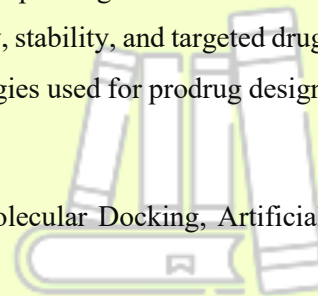 , stability, and targeted drug
gies used for prodrug design
olecular Docking, Artificia